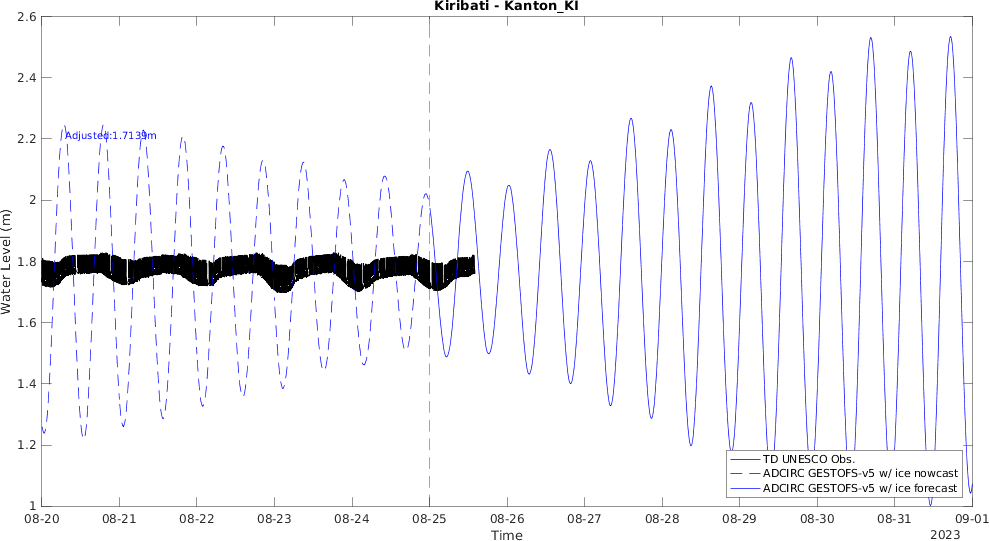 Kiribati - Kanton_KI
2.6
2.4
2.2
2
1.8
1.6
1.4
1.2
1
Water Level (m)
Adjusted:1.7139m
TD UNESCO Obs.
ADCIRC GESTOFS-v5 w/ ice nowcast
ADCIRC GESTOFS-v5 w/ ice forecast
08-20 08-21 08-22 08-23 08-24 08-25 08-26 08-27 08-28 08-29 08-30 08-31 09-01
Time
2023